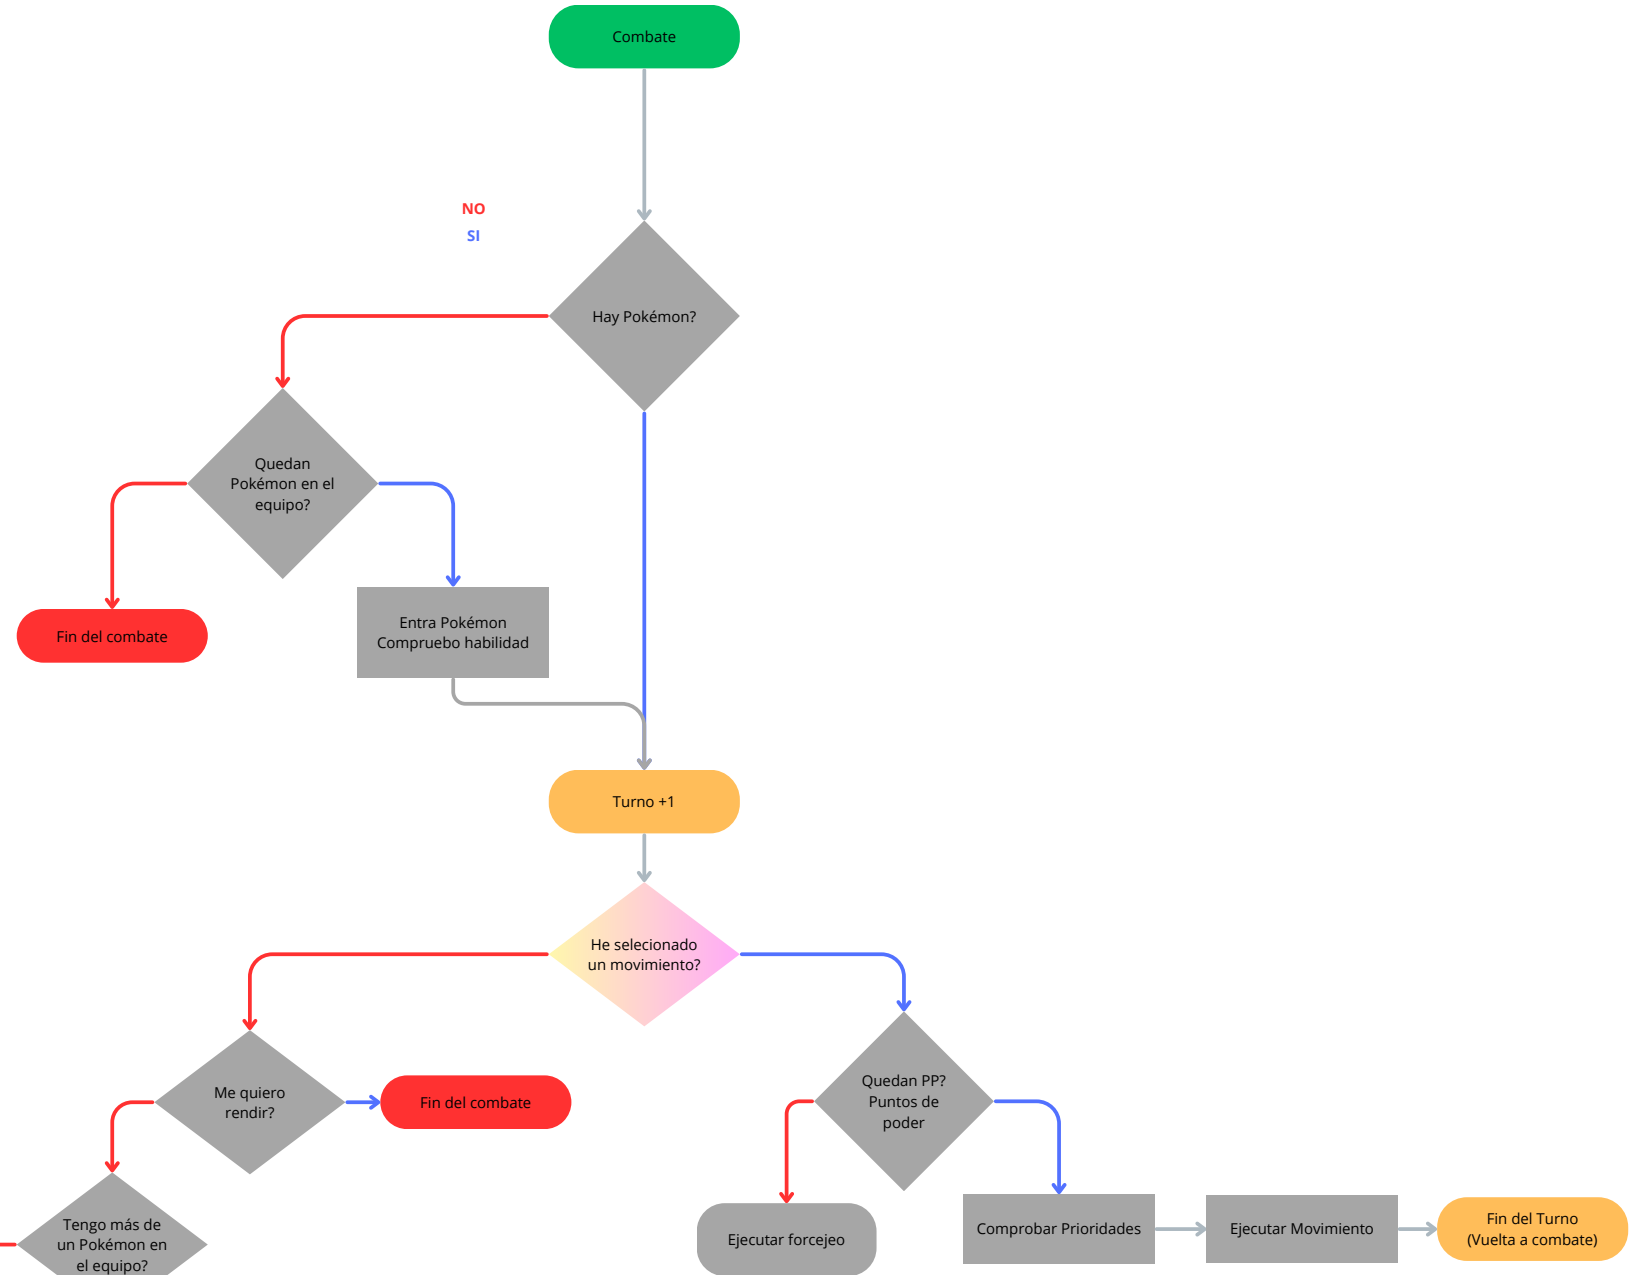 Combate
NO
SI
Hay Pokémon?
Quedan
Pokémon en el
equipo?
Entra Pokémon
Compruebo habilidad
Fin del combate
Turno +1
He selecionado
un movimiento?
Me quiero
rendir?
Fin del combate
Quedan PP?
Puntos de
poder
Tengo más de
un Pokémon en
el equipo?
Ejecutar forcejeo
Comprobar Prioridades
Ejecutar Movimiento
Fin del Turno
(Vuelta a combate)